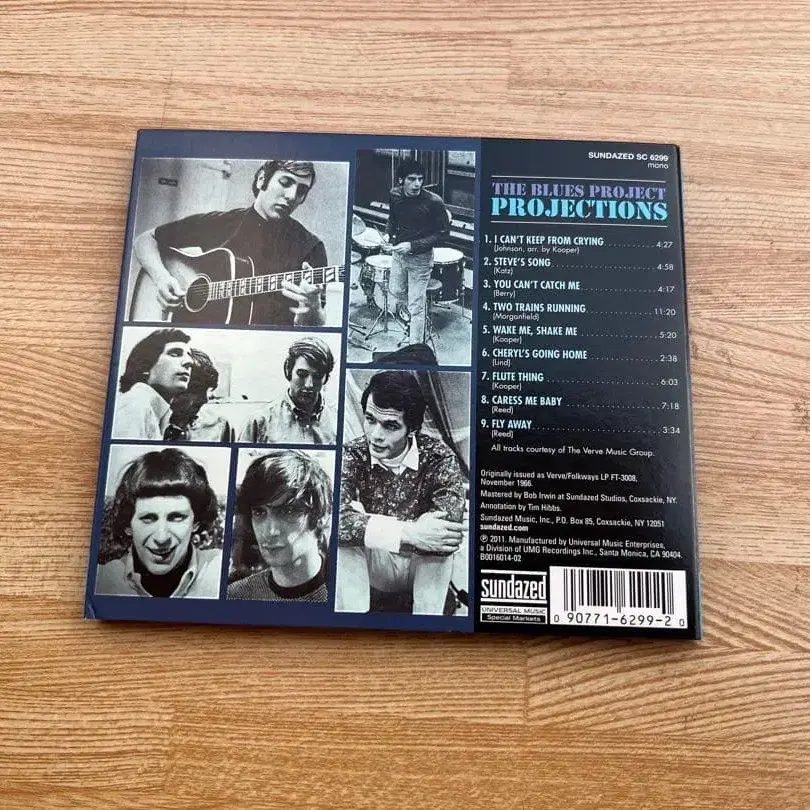 SUNDAZED SC 6299
mono
THE BLUES PROJECT
PROJECTIONS
1. I CAN'T KEEP FROM CRYING 4:27
(Johnson, arr. by Kooper)
2. STEVE'S SONG 4:58
(Katz)
3. YOU CAN'T CATCH ME 4:17
(Berry)
4. TWO TRAINS RUNNING 11:20
(Morganfield)
5. WAKE ME, SHAKE ME 5:20
(Kooper)
6. CHERYL'S GOING HOME 2:38
(Lind)
7. FLUTE THING 6:03
(Kooper)
8. CARESS ME BABY 7:18
(Reed)
9. FLY AWAY 3:34
(Reed)
All tracks courtesy of The Verve Music Group.
Originally issued as Verve/Folkways LP FT-3008,
November 1966.
Mastered by Bob Irwin at Sundazed Studios, Coxsackie, NY.
Annotation by Tim Hibbs.
Sundazed Music, Inc., P.O. Box 85, Coxsackie, NY 12051
sundazed.com
℗ 2011. Manufactured by Universal Music Enterprises,
a Division of UMG Recordings Inc., Santa Monica, CA 90404.
B0016014-02
sundazed
UNIVERSAL MUSIC
Special Markets
0 90771-6299-2 0